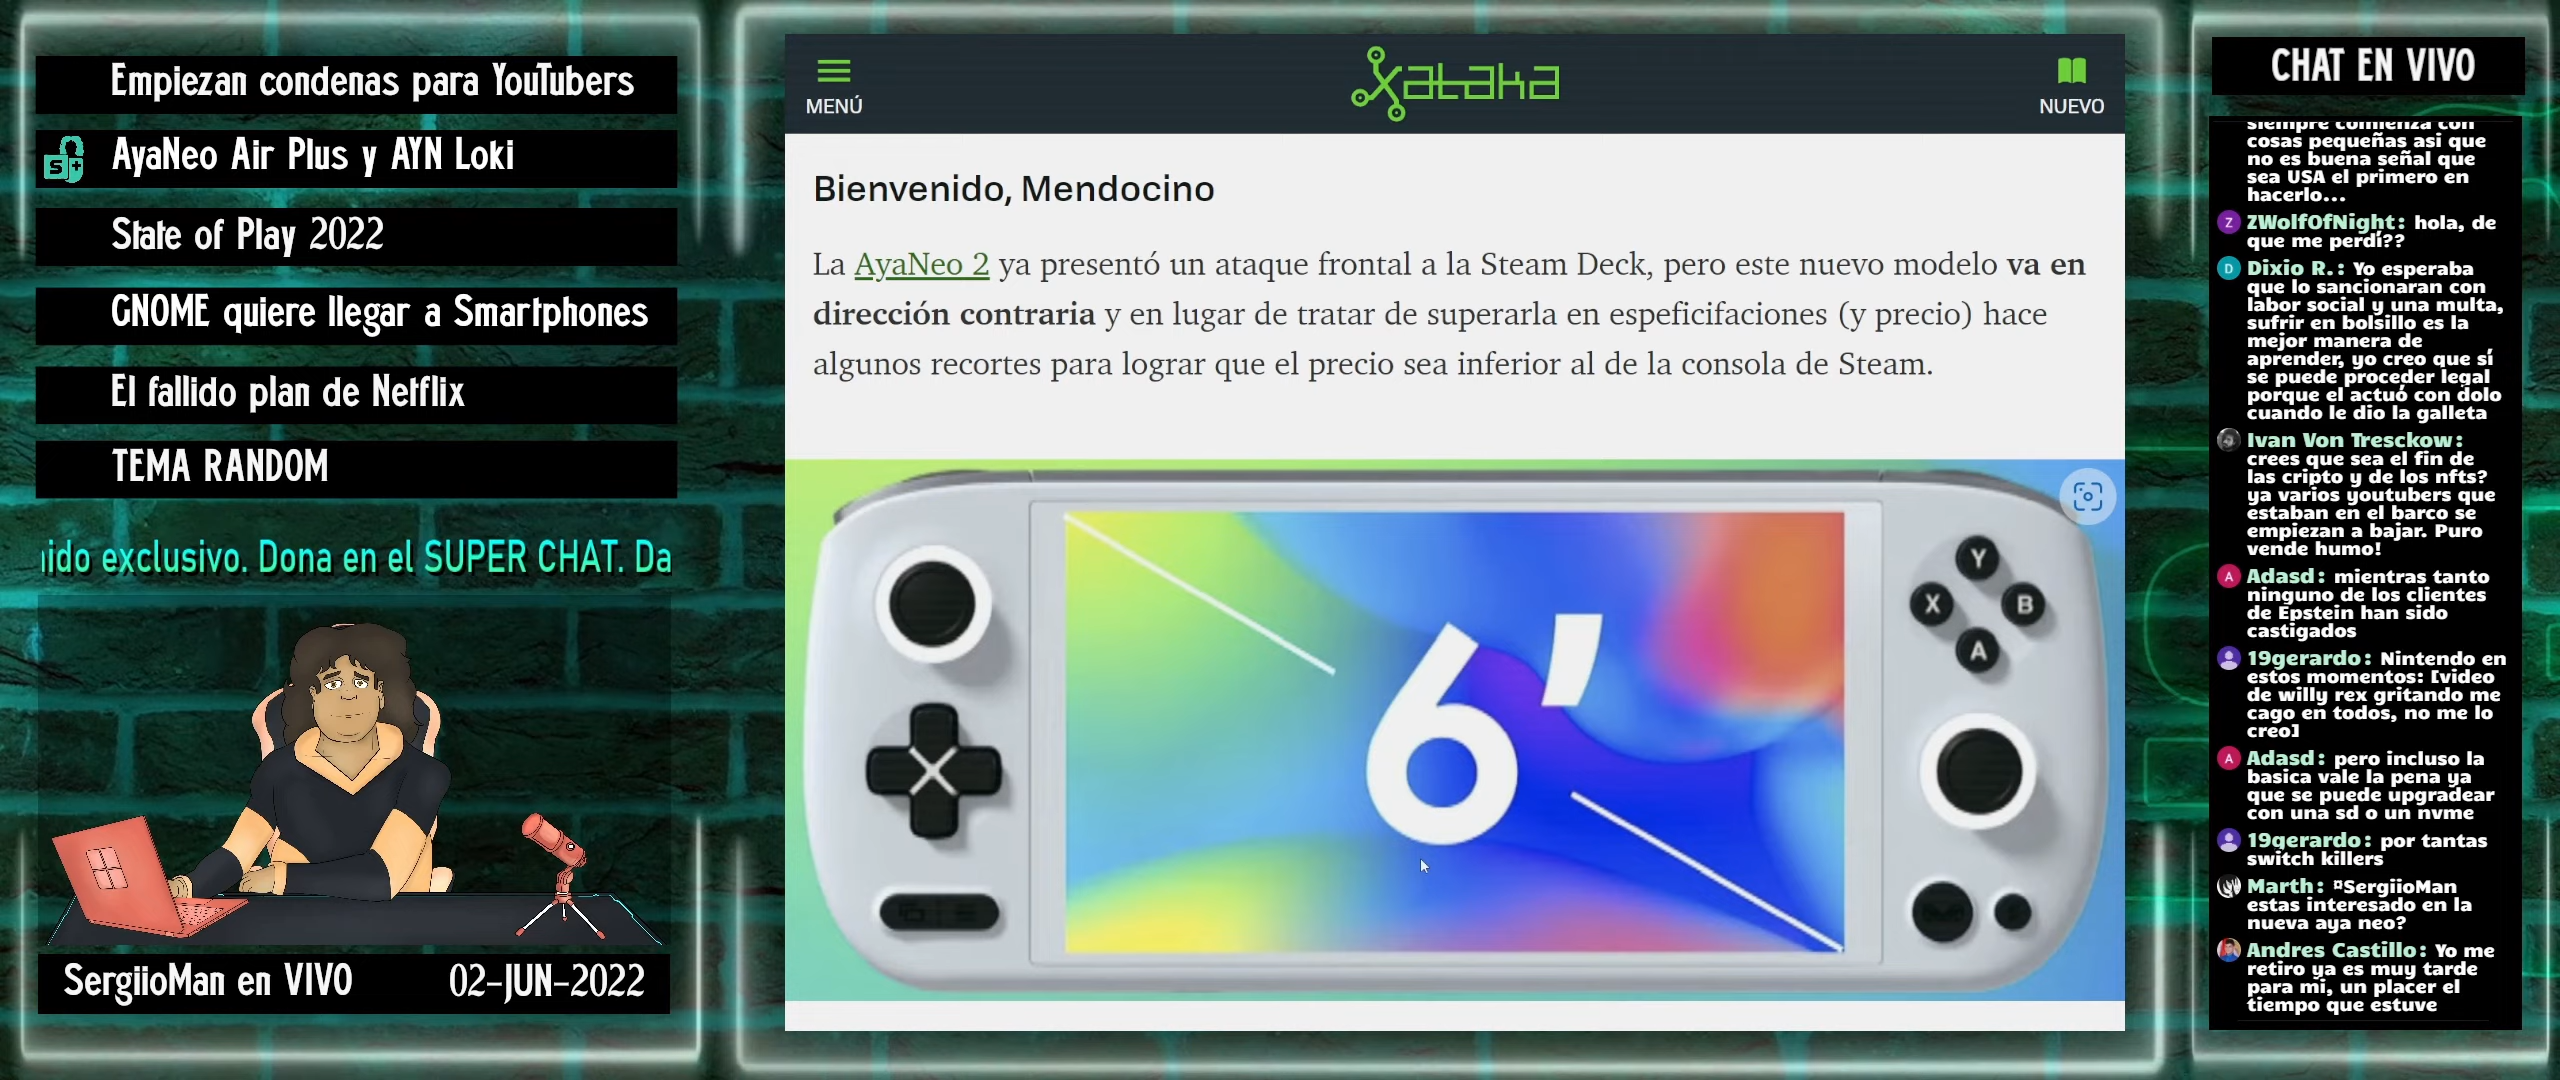 Empiezan condenas para YouTubers
S+
AyaNeo Air Plus y AYN Loki
State of Play 2022
GNOME quiere llegar a Smartphones
El fallido plan de Netflix
TEMA RANDOM
ido exclusivo. Dona en el SUPER CHAT. Da
SergiioMan en VIVO
02-JUN-2022
MENÚ
xataka
NUEVO
Bienvenido, Mendocino
La AyaNeo 2 ya presentó un ataque frontal a la Steam Deck, pero este nuevo modelo va en
dirección contraria y en lugar de tratar de superarla en espeficifaciones (y precio) hace
algunos recortes para lograr que el precio sea inferior al de la consola de Steam.
6’
Y
X
B
A
CHAT EN VIVO
siempre comienza con
cosas pequeñas asi que
no es buena señal que
sea USA el primero en
hacerlo...
Z
ZWolfOfNight: hola, de
que me perdí??
D
Dixio R.: Yo esperaba
que lo sancionaran con
labor social y una multa,
sufrir en bolsillo es la
mejor manera de
aprender, yo creo que sí
se puede proceder legal
porque el actuó con dolo
cuando le dio la galleta
Ivan Von Tresckow:
crees que sea el fin de
las cripto y de los nfts?
ya varios youtubers que
estaban en el barco se
empiezan a bajar. Puro
vende humo!
A
Adasd: mientras tanto
ninguno de los clientes
de Epstein han sido
castigados
19gerardo: Nintendo en
estos momentos: [video
de willy rex gritando me
cago en todos, no me lo
creo]
A
Adasd: pero incluso la
basica vale la pena ya
que se puede upgradear
con una sd o un nvme
19gerardo: por tantas
switch killers
Marth: ¤SergiioMan
estas interesado en la
nueva aya neo?
Andres Castillo: Yo me
retiro ya es muy tarde
para mí, un placer el
tiempo que estuve